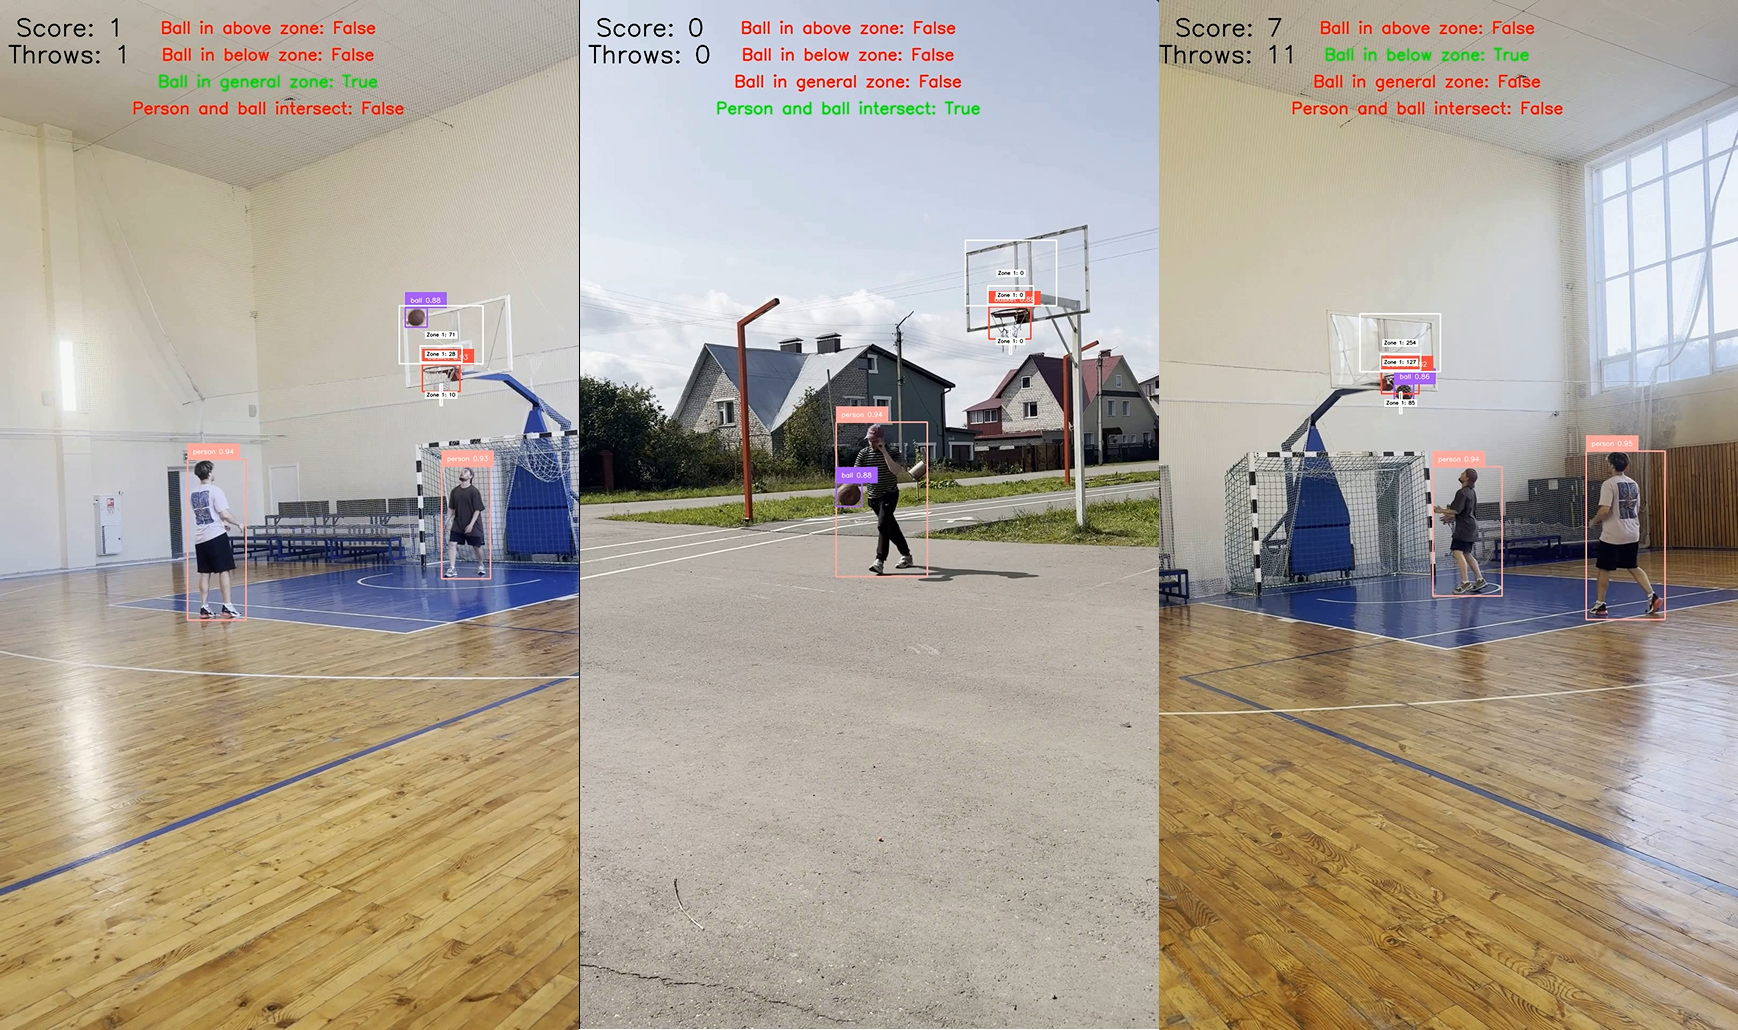 Score: 1
Throws: 1
Ball in above zone: False
Ball in below zone: False
Ball in general zone: True
Person and ball intersect: False
ball 0.88
Zone 1: 71
Zone 1: 28
Zone 1: 10
person 0.94
person 0.93
Score: 0
Throws: 0
Ball in above zone: False
Ball in below zone: False
Ball in general zone: False
Person and ball intersect: True
Zone 1: 0
Zone 1: 0
Zone 1: 0
person 0.94
ball 0.88
Score: 7
Throws: 11
Ball in above zone: False
Ball in below zone: True
Ball in general zone: False
Person and ball intersect: False
Zone 1: 254
Zone 1: 127
ball 0.86
Zone 1: 85
person 0.95
person 0.94